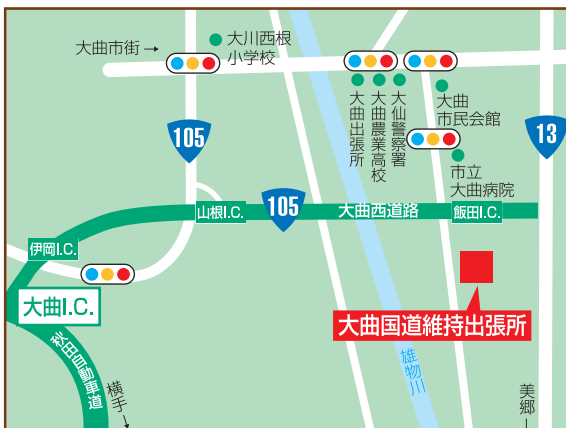 大曲市街→
大川西根
小学校
大曲出張所
大曲農業高校
大仙警察署
大曲
市民会館
105
13
市立
大曲病院
山根I.C.
105
大曲西道路
飯田I.C.
伊岡I.C.
大曲I.C.
大曲国道維持出張所
秋田自動車道
横手→
雄物川
美郷→